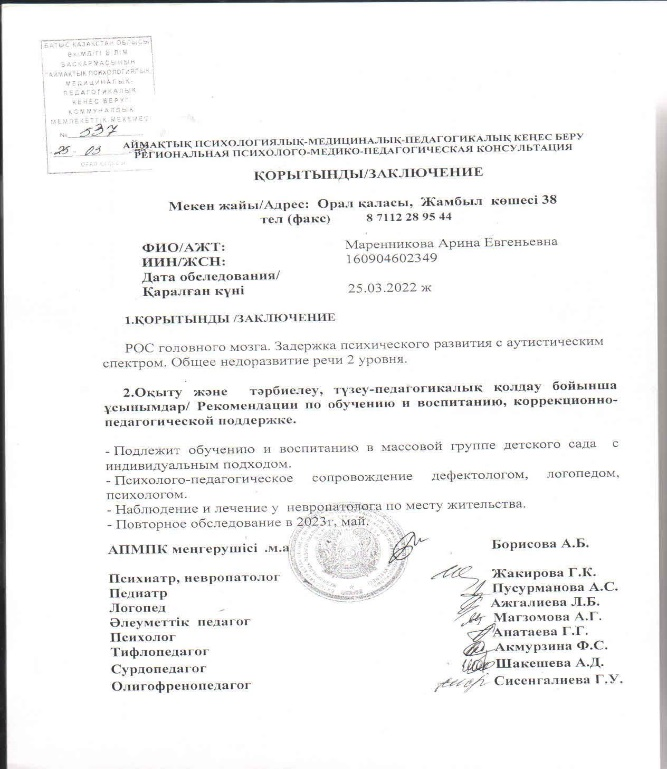 БАТЫС ҚАЗАҚСТАН ОБЛЫСЫ
ӘКІМДІГІ БІЛІМ
БАСҚАРМАСЫНЫҢ
"АЙМАҚТЫҚ ПСИХОЛОГИЯЛЫҚ
МЕДИЦИНАЛЫҚ-
ПЕДАГОГИКАЛЫҚ
КЕҢЕС БЕРУ"
КОММУНАЛДЫҚ
МЕМЛЕКЕТТІК МЕКЕМЕСІ
№ 537
25. 03
АЙМАҚТЫҚ ПСИХОЛОГИЯЛЫҚ-МЕДИЦИНАЛЫҚ-ПЕДАГОГИКАЛЫҚ КЕҢЕС БЕРУ
РЕГИОНАЛЬНАЯ ПСИХОЛОГО-МЕДИКО-ПЕДАГОГИЧЕСКАЯ КОНСУЛЬТАЦИЯ
ҚОРЫТЫНДЫ/ЗАКЛЮЧЕНИЕ
Мекен жайы/Адрес: Орал қаласы, Жамбыл көшесі 38
тел (факс) 8 7112 28 95 44
ФИО/АЖТ: Маренникова Арина Евгеньевна
ИИН/ЖСН: 160904602349
Дата обследования/
Қаралған күні 25.03.2022 ж
1.ҚОРЫТЫНДЫ /ЗАКЛЮЧЕНИЕ
РОС головного мозга. Задержка психического развития с аутистическим
спектром. Общее недоразвитие речи 2 уровня.
2.Оқыту және тәрбиелеу, түзеу-педагогикалық қолдау бойынша
ұсынымдар/ Рекомендации по обучению и воспитанию, коррекционно-
педагогической поддержке.
- Подлежит обучению и воспитанию в массовой группе детского сада с
индивидуальным подходом.
- Психолого-педагогическое сопровождение дефектологом, логопедом,
психологом.
- Наблюдение и лечение у невропатолога по месту жительства.
- Повторное обследование в 2023г, май.
АПМПК меңгерушісі .м.а Борисова А.Б.
Психиатр, невропатолог Жакирова Г.К.
Педиатр Пусурманова А.С.
Логопед Ажгалиева Л.Б.
Әлеуметтік педагог Магзомова А.Г.
Психолог Анатаева Г.Г.
Тифлопедагог Акмурзина Ф.С.
Сурдопедагог Шакешева А.Д.
Олигофренопедагог Сисенгалиева Г.У.